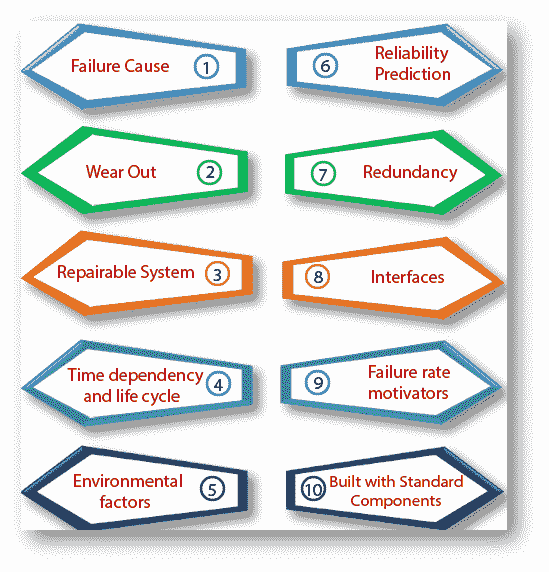 Failure Cause 1
Wear Out 2
Repairable System 3
Time dependency
and life cycle 4
Environmental
factors 5
6 Reliability
Prediction
7 Redundancy
8 Interfaces
9 Failure rate
motivators
10 Built with Standard
Components